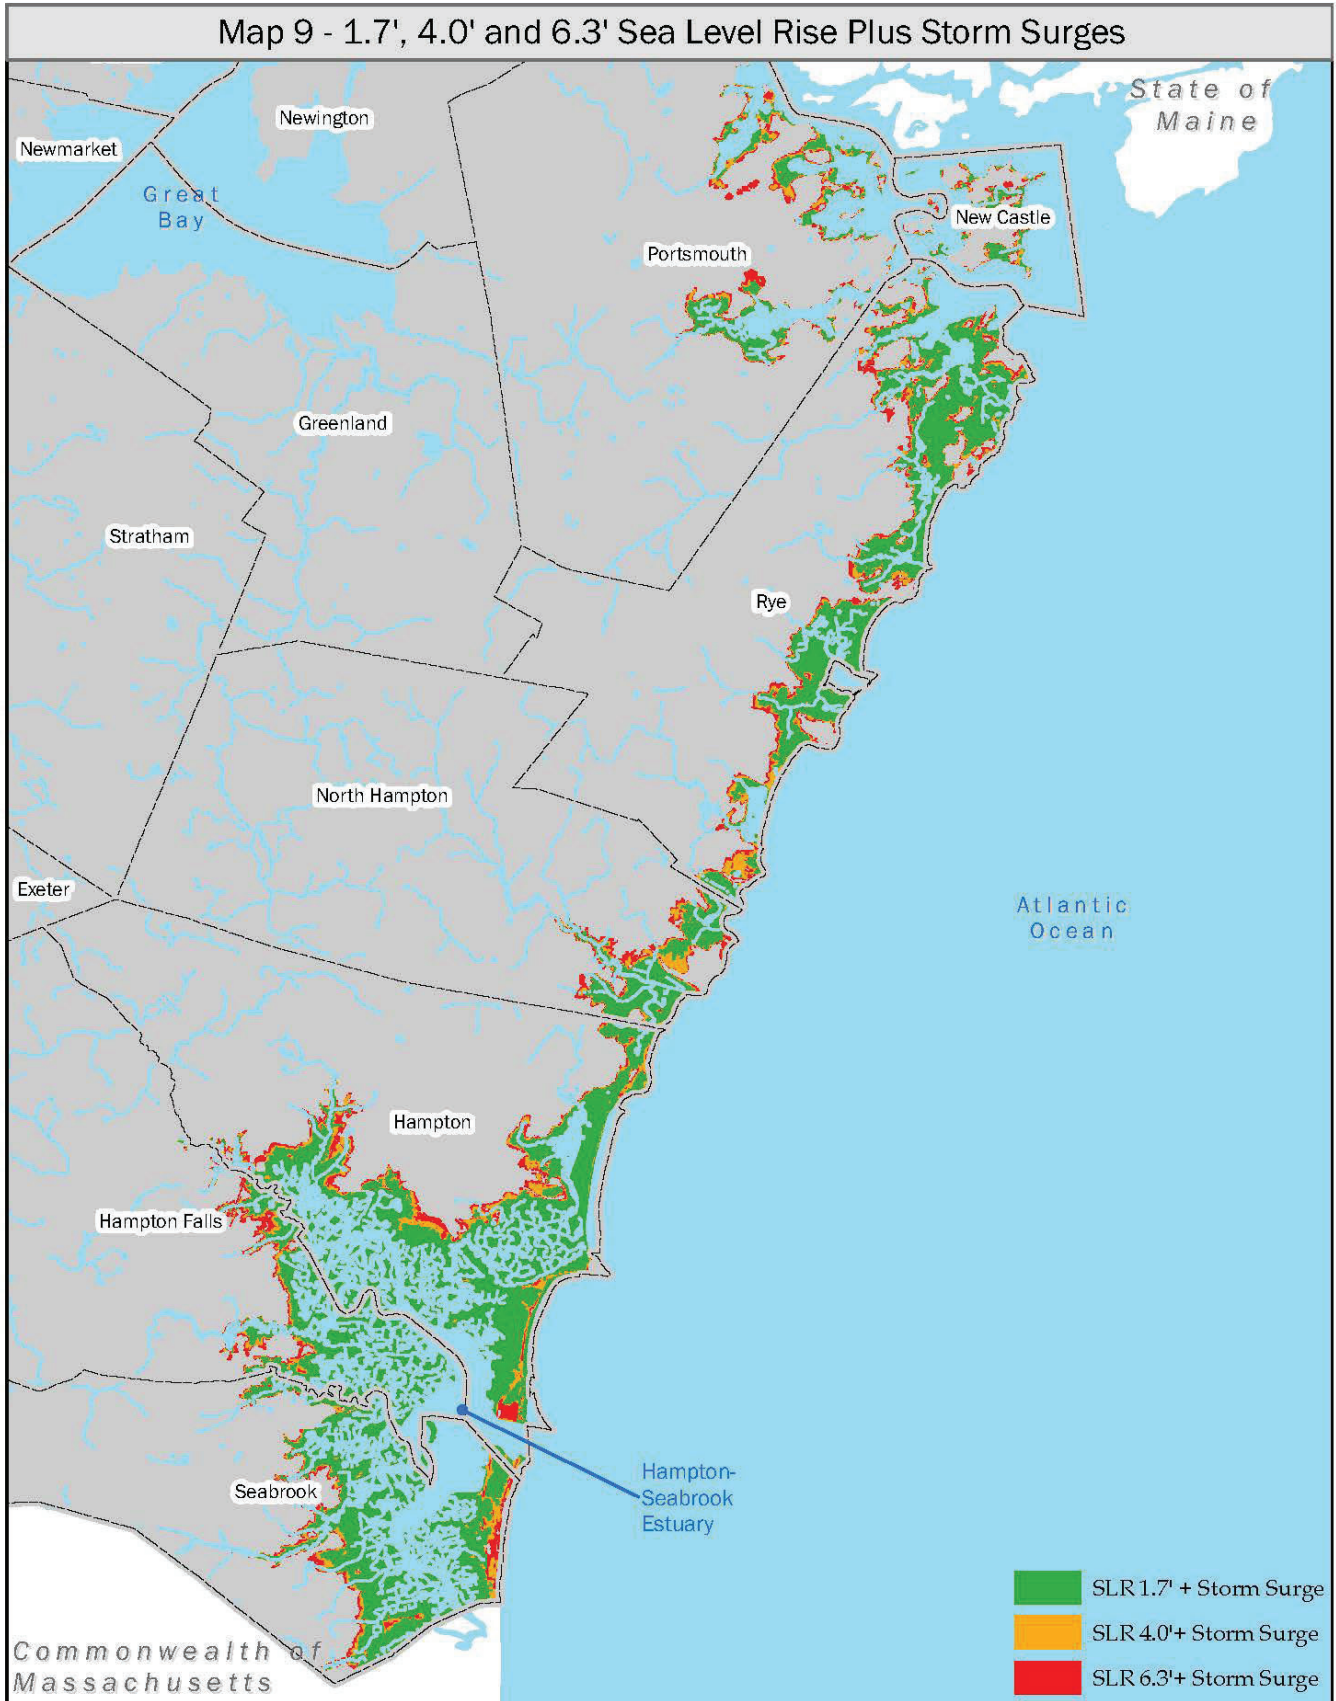 Map 9 - 1.7', 4.0' and 6.3' Sea Level Rise Plus Storm Surges
State of
Maine
Newington
Newmarket
Great
Bay
New Castle
Portsmouth
Greenland
Stratham
Rye
North Hampton
Exeter
Atlantic
Ocean
Hampton
Hampton Falls
Hampton-
Seabrook
Estuary
Seabrook
SLR 1.7' + Storm Surge
SLR 4.0'+ Storm Surge
SLR 6.3'+ Storm Surge
Commonwealth of
Massachusetts